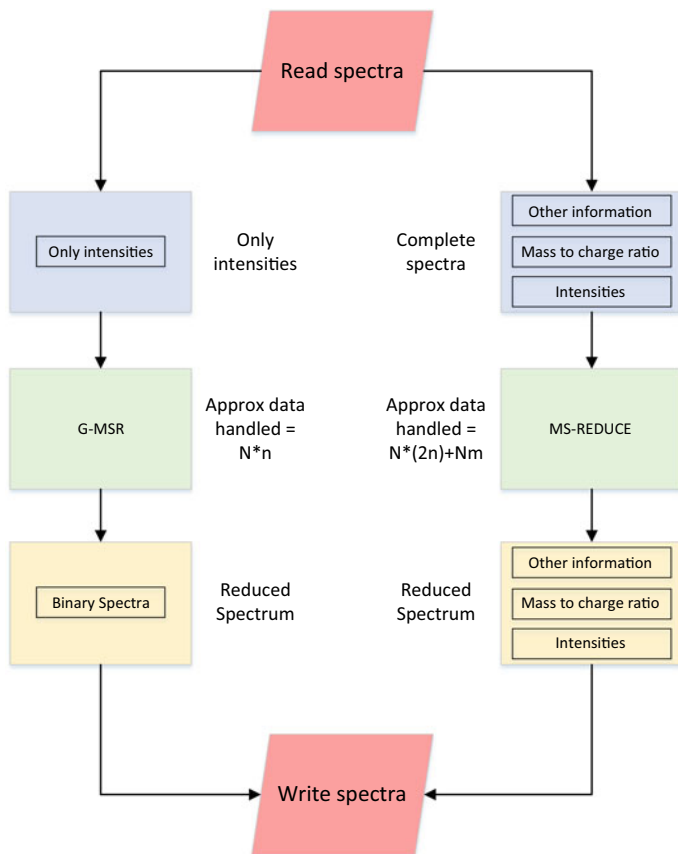 Read spectra
Only intensities
Only
intensities
Complete
spectra
Other information
Mass to charge ratio
Intensities
G-MSR
Approx data
handled =
N*n
Approx data
handled =
N*(2n)+Nm
MS-REDUCE
Binary Spectra
Reduced
Spectrum
Reduced
Spectrum
Other information
Mass to charge ratio
Intensities
Write spectra